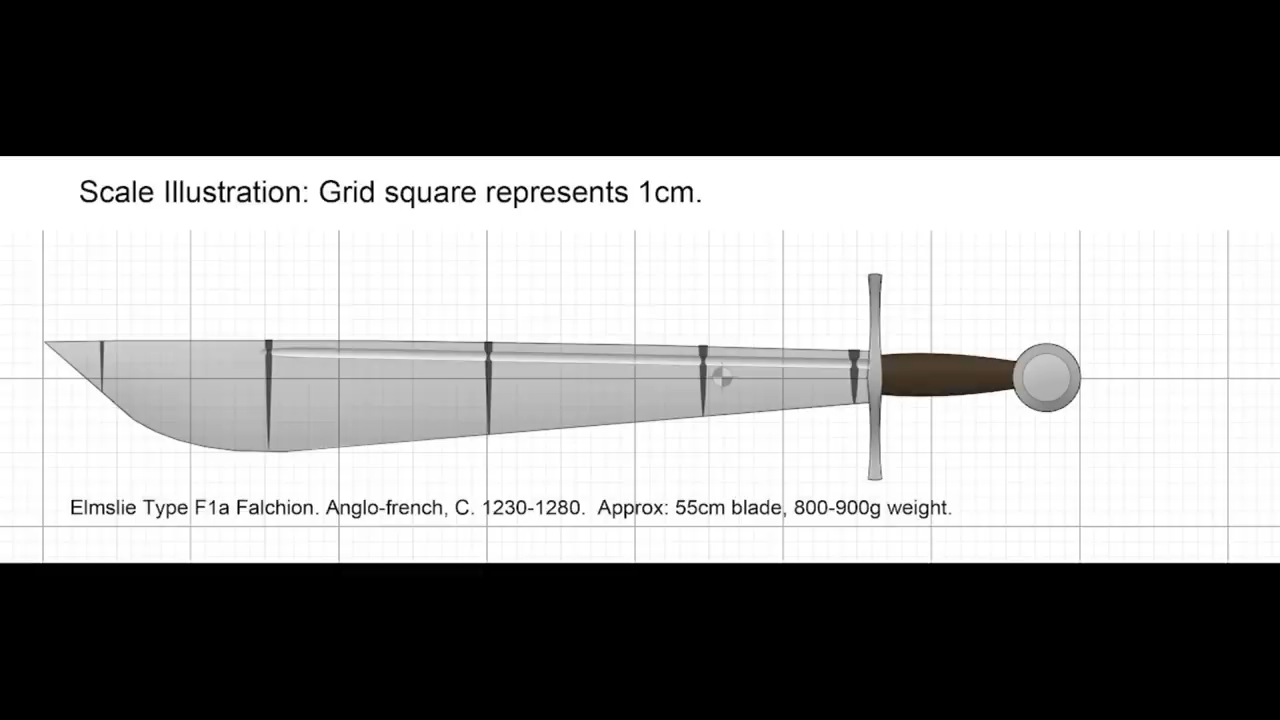 Scale Illustration: Grid square represents 1cm.
Elmslie Type F1a Falchion. Anglo-french, C. 1230-1280. Approx: 55cm blade, 800-900g weight.